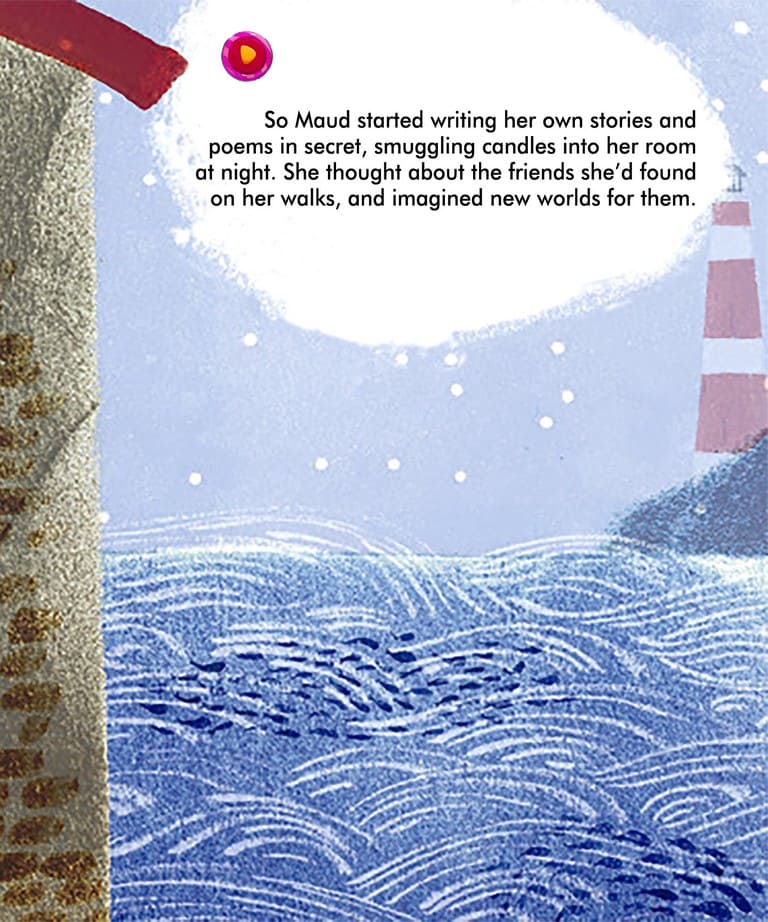 So Maud started writing her own stories and
poems in secret, smuggling candles into her room
at night. She thought about the friends she’d found
on her walks, and imagined new worlds for them.